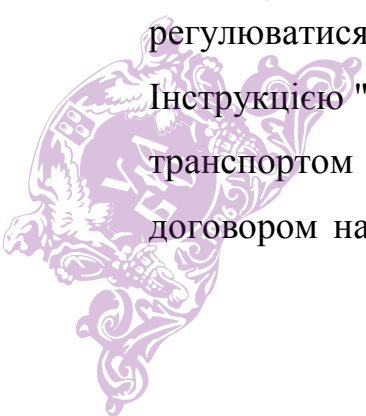 регулюватися
Інструкцією "
транспортом
договором на